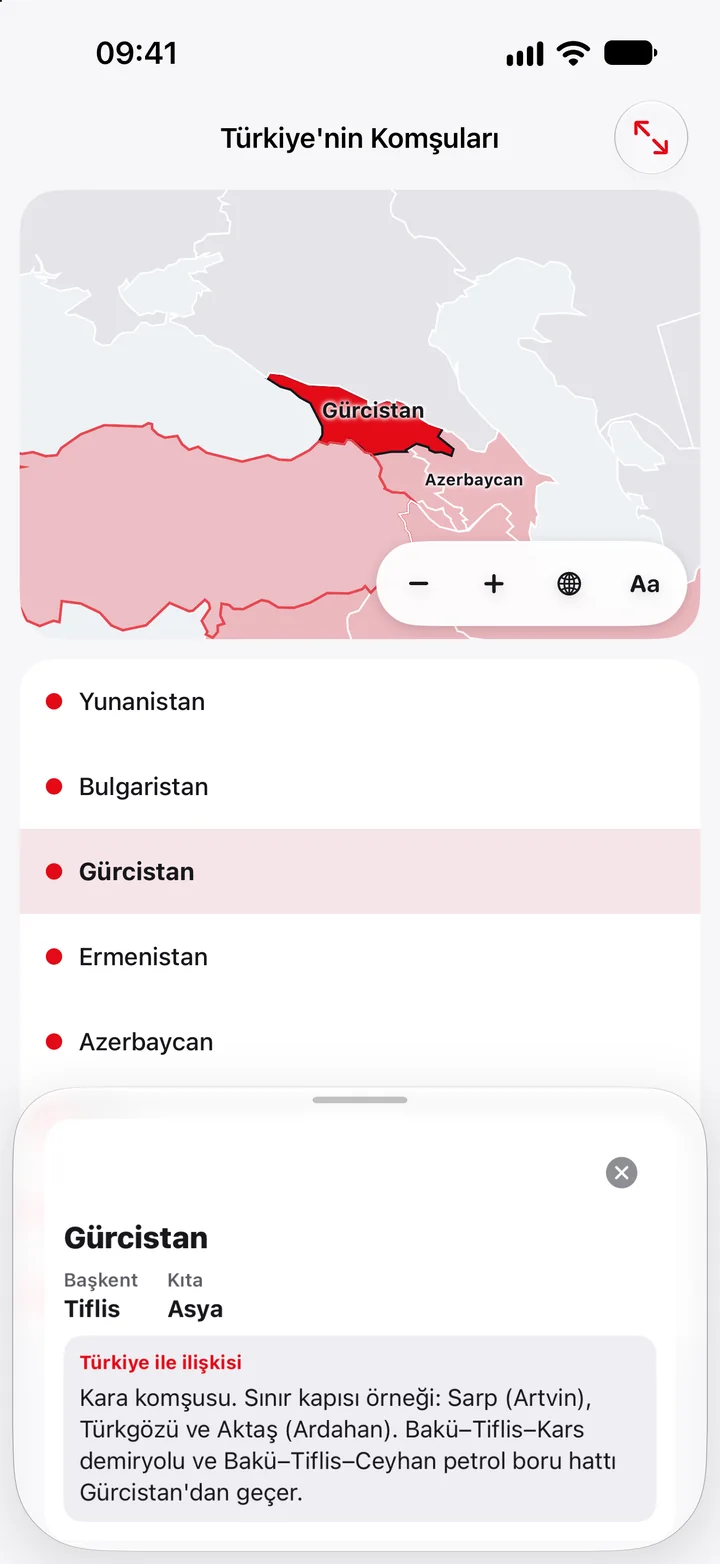 09:41
Türkiye'nin Komşuları
Gürcistan
Azerbaycan
Aa
Yunanistan
Bulgaristan
Gürcistan
Ermenistan
Azerbaycan
Gürcistan
Başkent Kıta
Tiflis Asya
Türkiye ile ilişkisi
Kara komşusu. Sınır kapısı örneği: Sarp (Artvin),
Türkgözü ve Aktaş (Ardahan). Bakü–Tiflis–Kars
demiryolu ve Bakü–Tiflis–Ceyhan petrol boru hattı
Gürcistan'dan geçer.